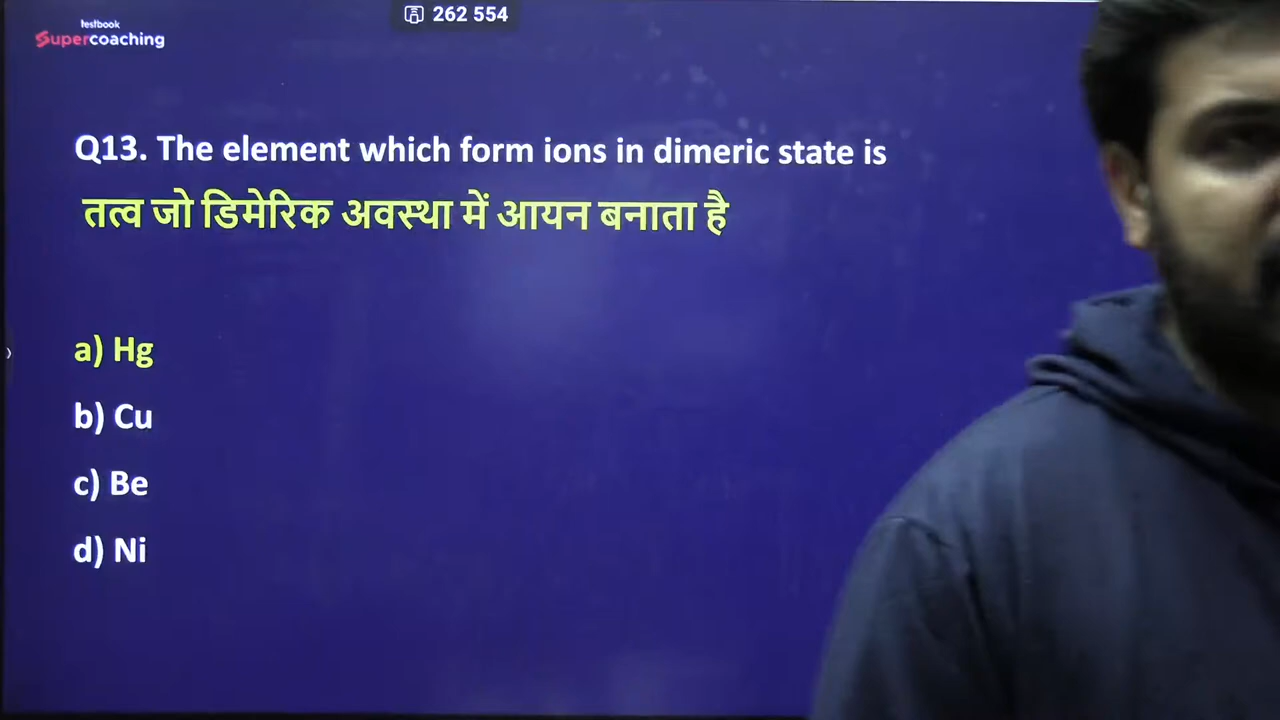 testbook
Supercoaching
262 554
Q13. The element which form ions in dimeric state is
तत्व जो डिमेरिक अवस्था में आयन बनाता है
a) Hg
b) Cu
c) Be
d) Ni